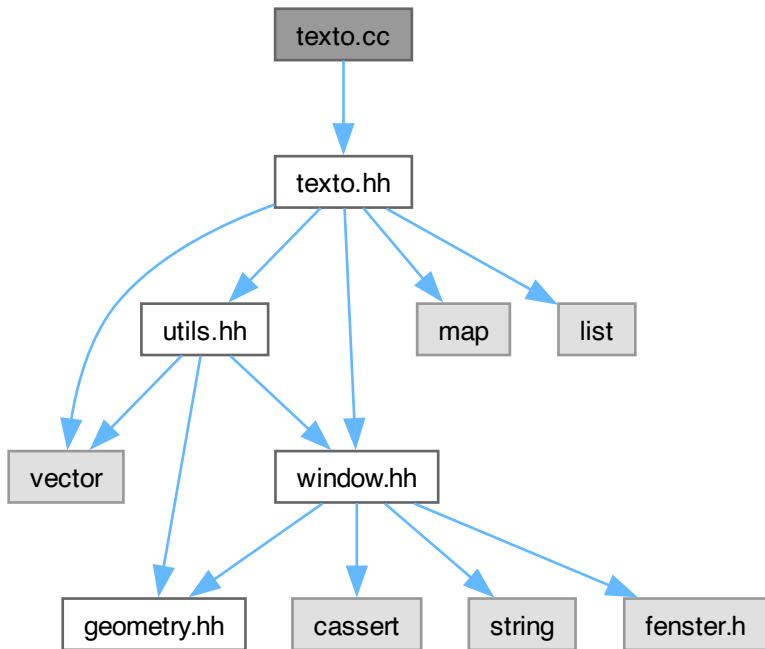 texto.cc
texto.hh
utils.hh
map
list
vector
window.hh
geometry.hh
cassert
string
fenster.h